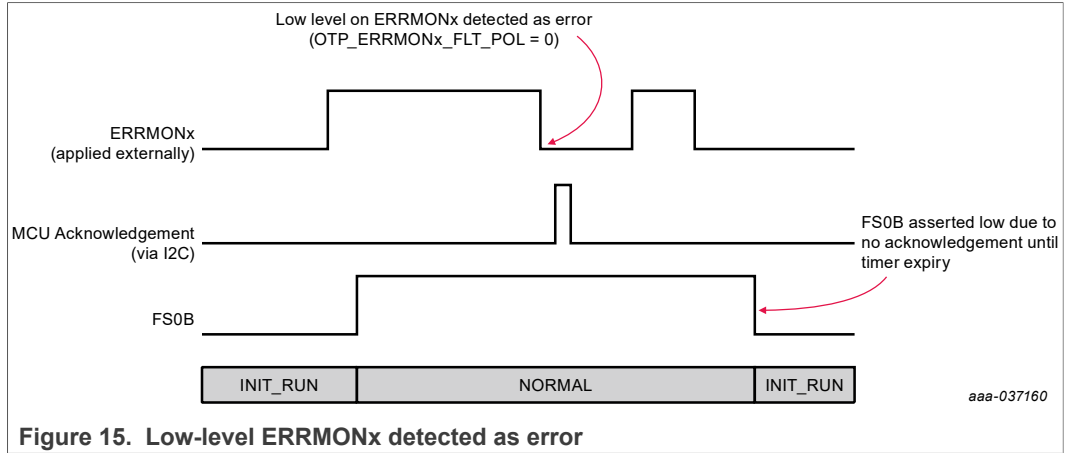 Low level on ERRMONx detected as error
(OTP_ERRMONx_FLT_POL = 0)
ERRMONx
(applied externally)
MCU Acknowledgement
(via I2C)
FS0B asserted low due to
no acknowledgement until
timer expiry
FS0B
INIT_RUN
NORMAL
INIT_RUN
aaa-037160
Figure 15. Low-level ERRMONx detected as error